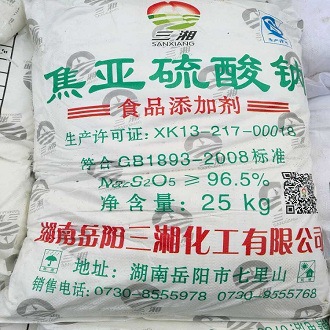 三湘
SANXIANG
焦亚硫酸钠
食品添加剂
生产许可证：XK13-217-00018
符合GB1893-2008标准
Na₂S₂O₅ ≥ 96.5%
净含量：25 kg
湖南岳阳三湘化工有限公司
地址：湖南岳阳市七里山
销售电话：0730-8555978 0730-8555768